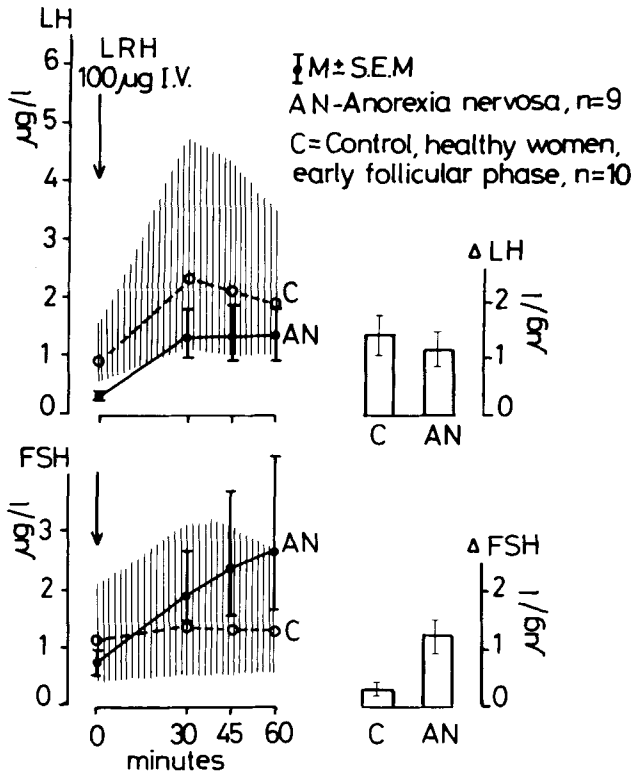 LH
LRH
100µg I.V.
µg/l
6
5
4
3
2
1
0
C
AN
M ± S.E.M
AN-Anorexia nervosa, n=9
C=Control, healthy women,
early follicular phase, n=10
Δ LH
2
1
0
µg/l
C AN
FSH
µg/l
3
2
1
0
AN
C
0 30 45 60
minutes
Δ FSH
2
1
0
µg/l
C AN